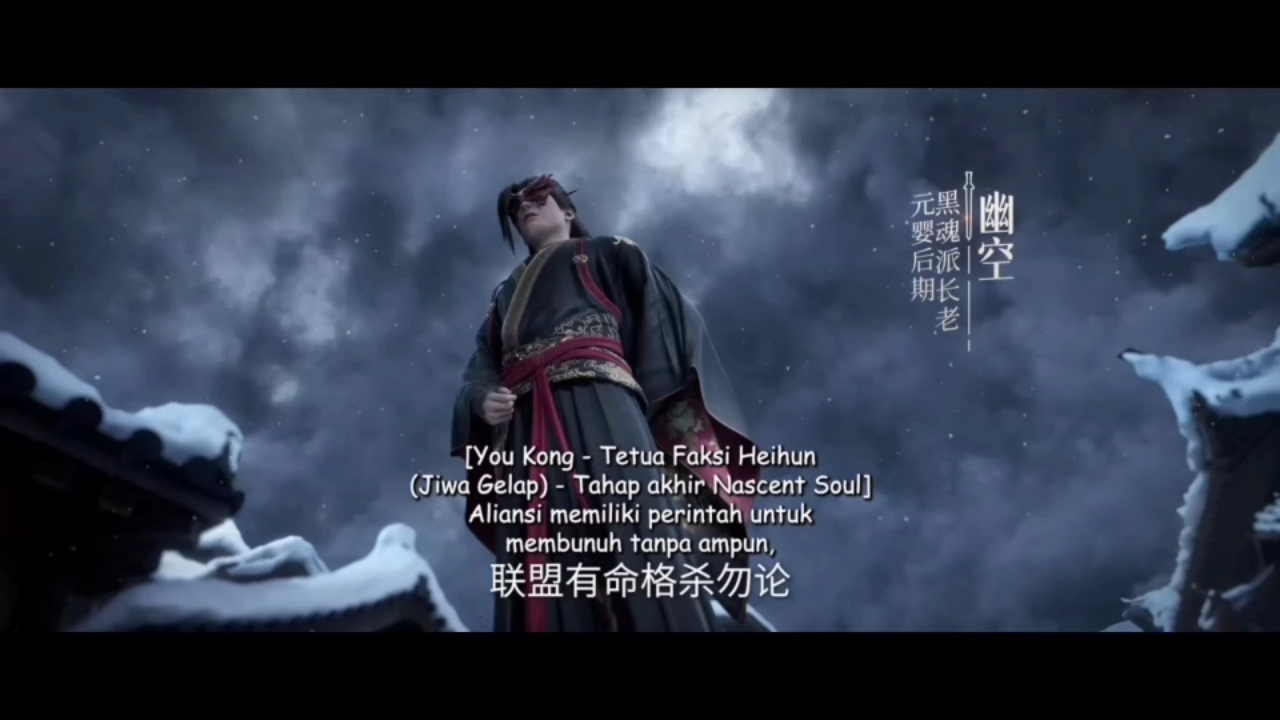 幽空
黑魂派长老
元婴后期
[You Kong - Tetua Faksi Heihun
(Jiwa Gelap) - Tahap akhir Nascent Soul]
Aliansi memiliki perintah untuk
membunuh tanpa ampun,
联盟有命格杀勿论